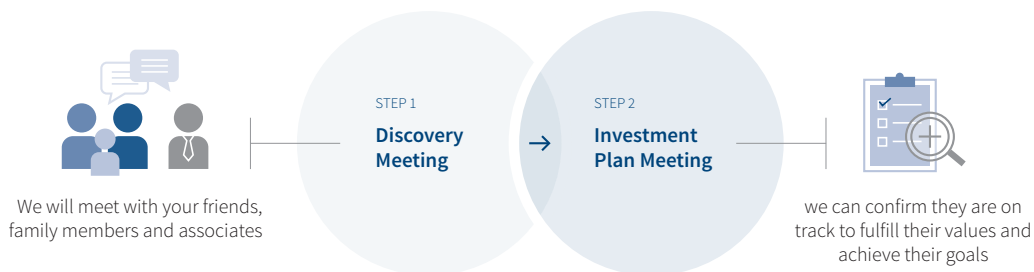 STEP 1
Discovery
Meeting
STEP 2
Investment
Plan Meeting
We will meet with your friends,
family members and associates
we can confirm they are on
track to fulfill their values and
achieve their goals